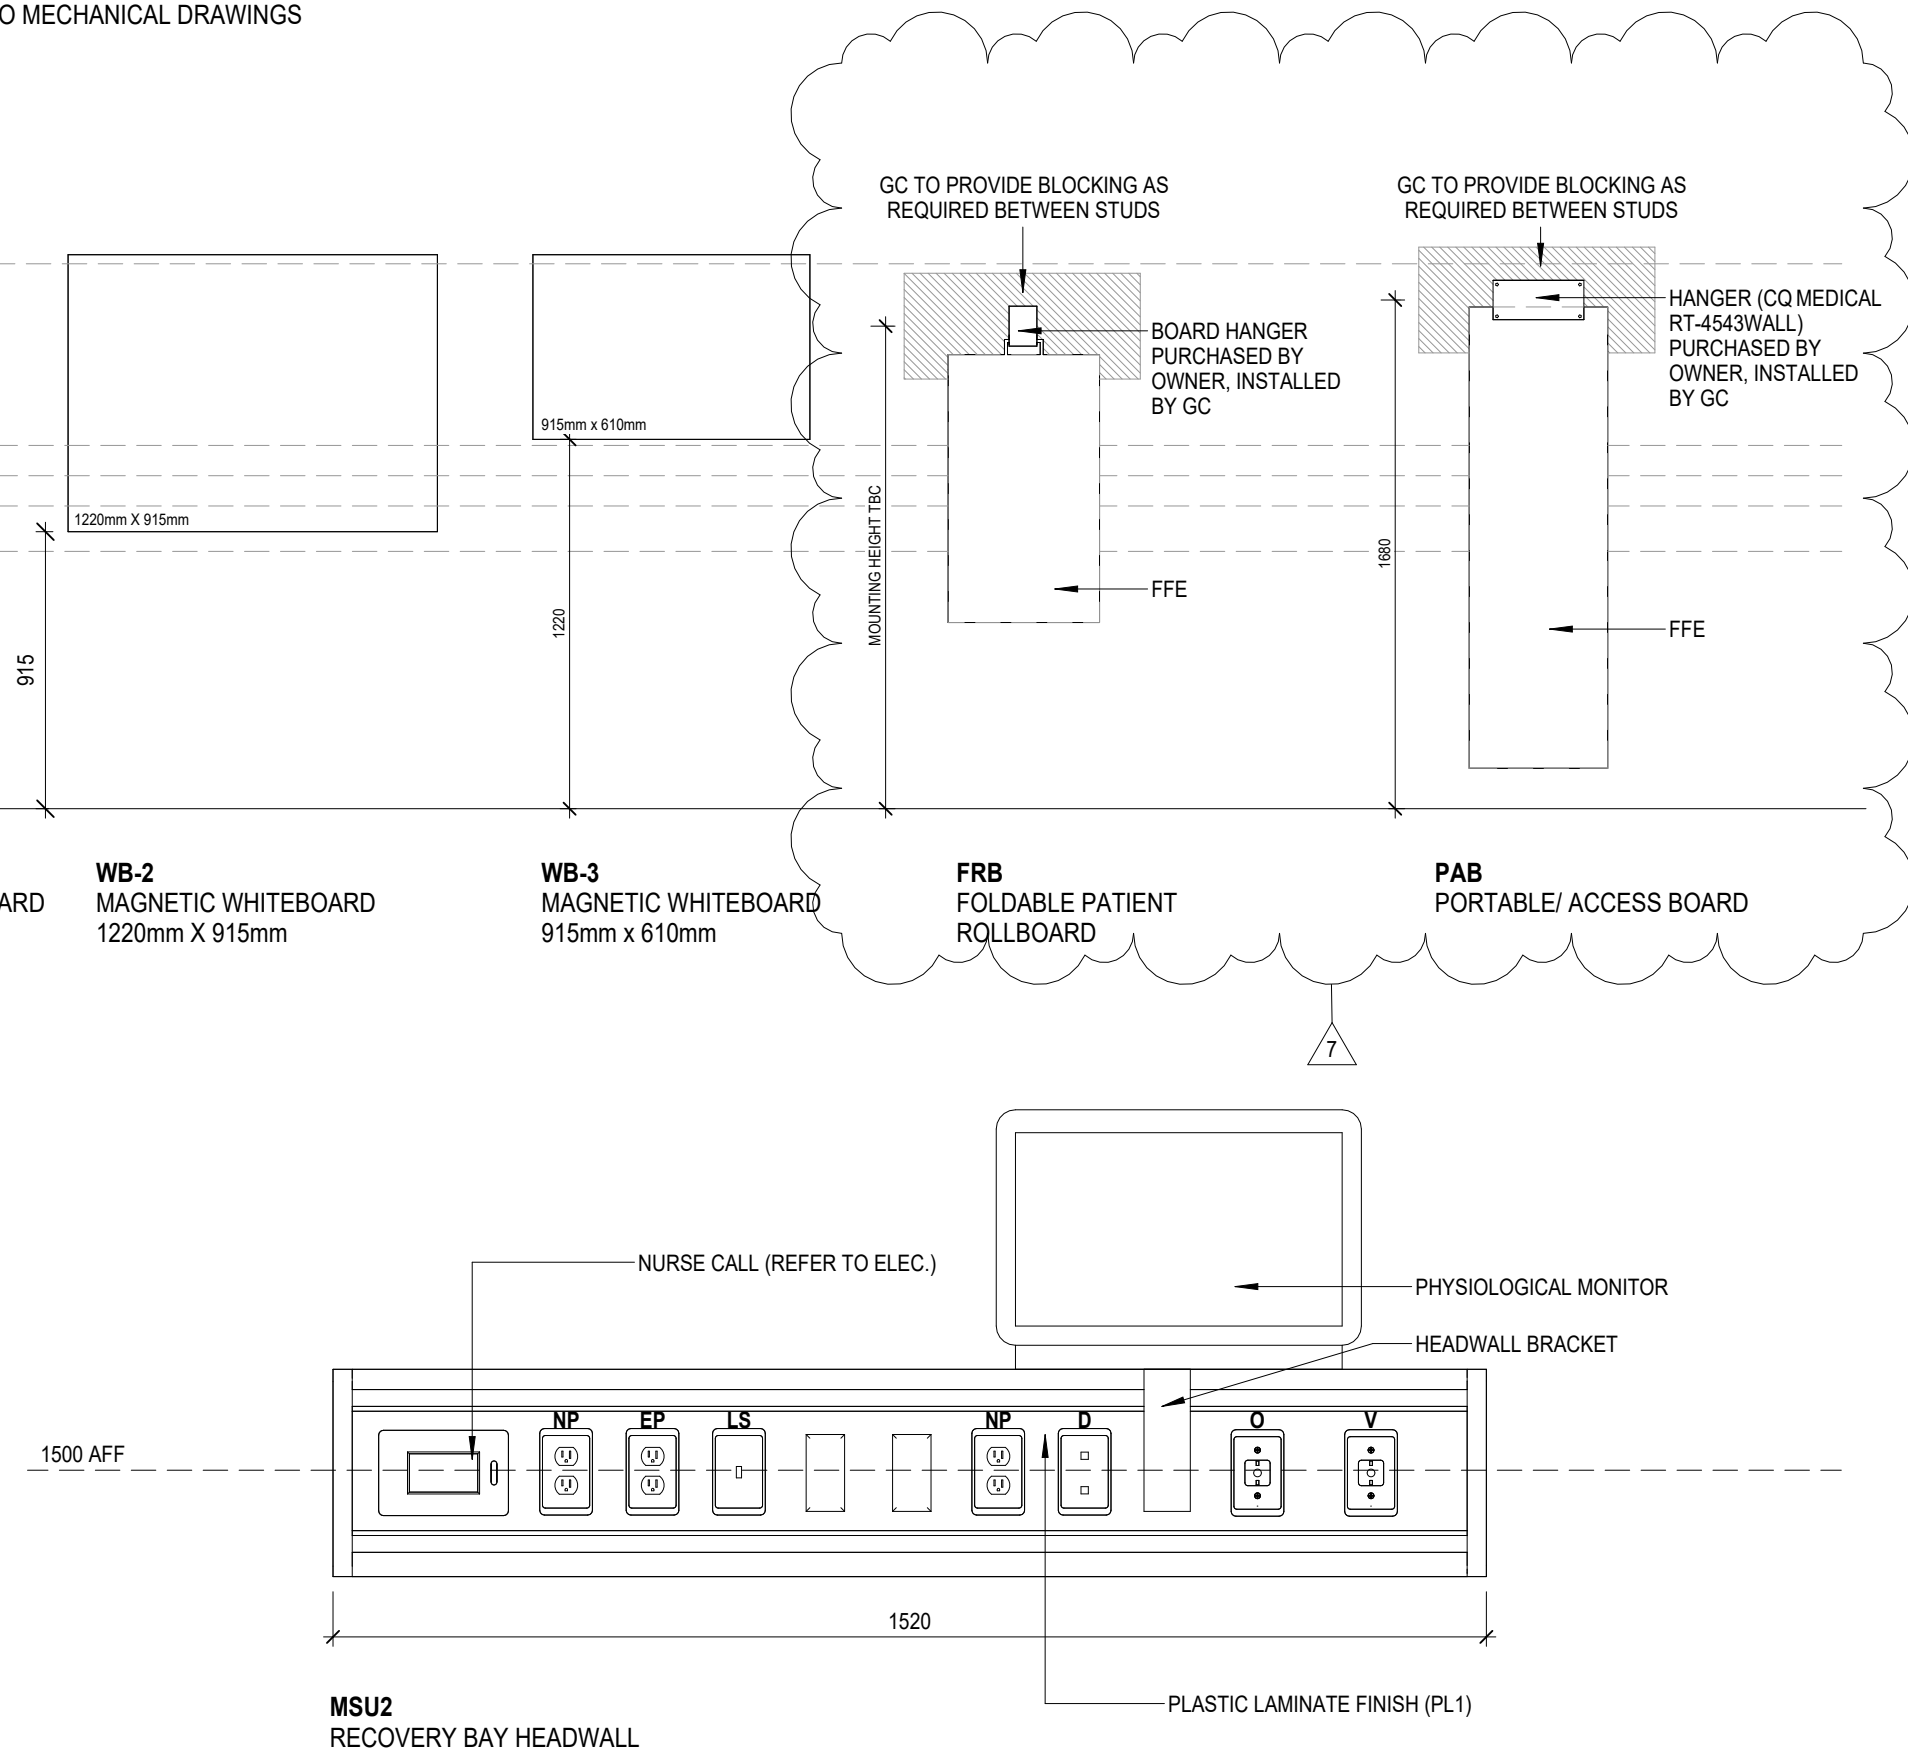 O MECHANICAL DRAWINGS
GC TO PROVIDE BLOCKING AS
REQUIRED BETWEEN STUDS
GC TO PROVIDE BLOCKING AS
REQUIRED BETWEEN STUDS
BOARD HANGER
PURCHASED BY
OWNER, INSTALLED
BY GC
HANGER (CQ MEDICAL
RT-4543WALL)
PURCHASED BY
OWNER, INSTALLED
BY GC
915mm x 610mm
1220mm X 915mm
MOUNTING HEIGHT TBC
1680
FFE
FFE
1220
915
ARD
WB-2
MAGNETIC WHITEBOARD
1220mm X 915mm
WB-3
MAGNETIC WHITEBOARD
915mm x 610mm
FRB
FOLDABLE PATIENT
ROLLBOARD
PAB
PORTABLE/ ACCESS BOARD
7
NURSE CALL (REFER TO ELEC.)
PHYSIOLOGICAL MONITOR
HEADWALL BRACKET
NP EP LS NP D O V
1500 AFF
1520
PLASTIC LAMINATE FINISH (PL1)
MSU2
RECOVERY BAY HEADWALL